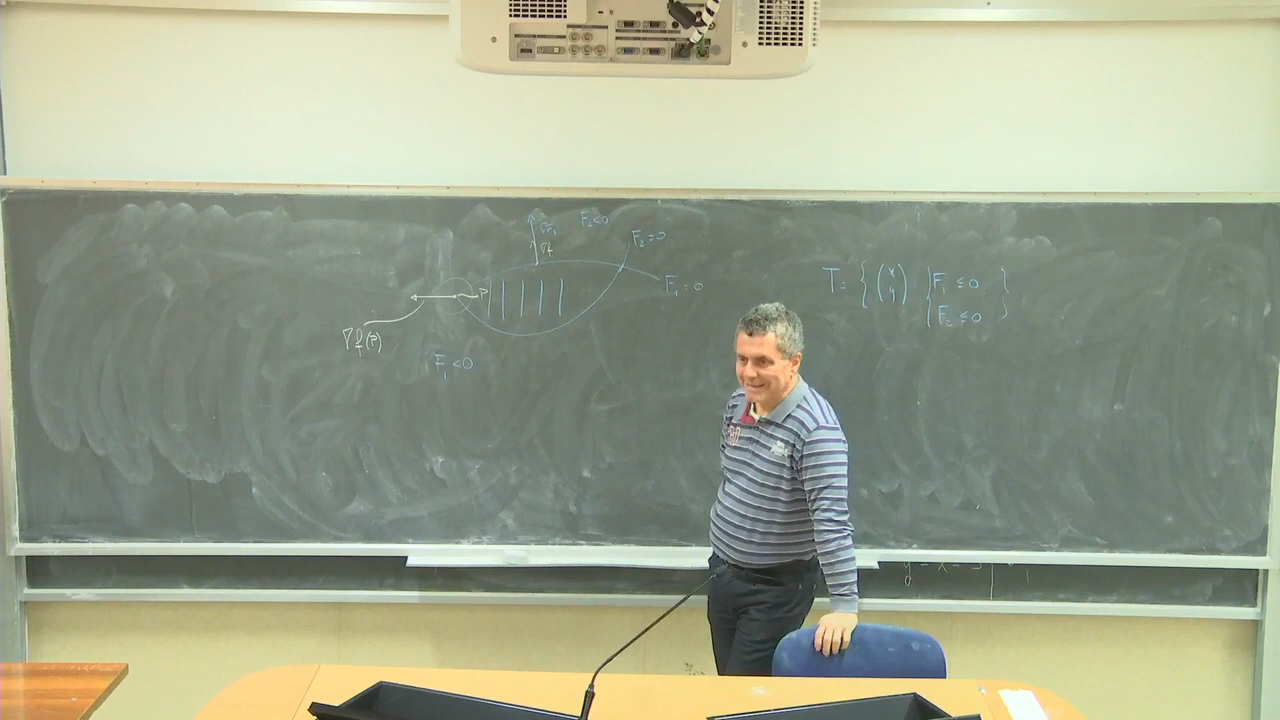 ∇F₁ F₂<0
∇f
F₂=0
F₁=0
P
∇f(P)
F₁<0
T = { (x y) { F₁ ≤ 0
F₂ ≤ 0 }